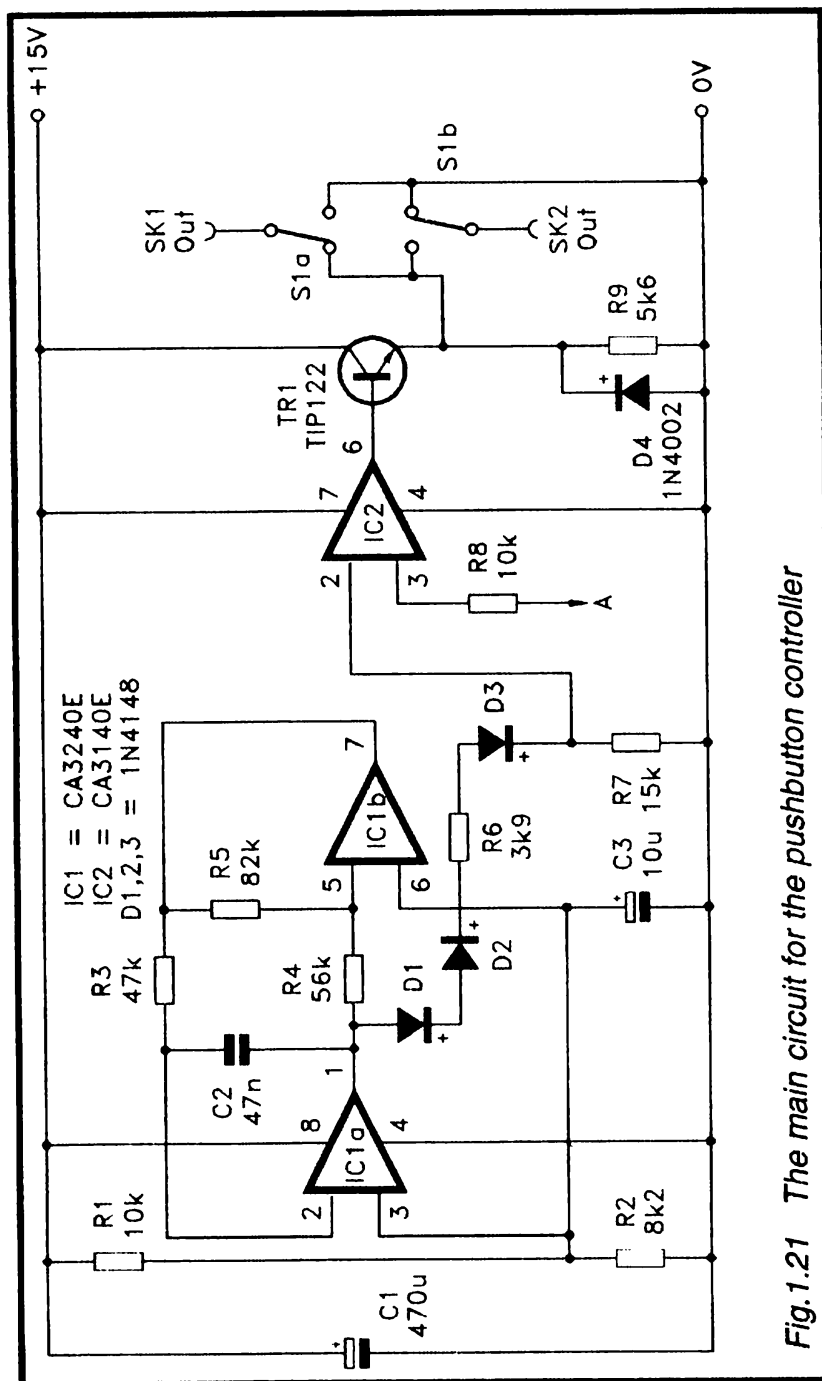 +15V
0V
IC1 = CA3240E
IC2 = CA3140E
D1,2,3 = 1N4148
C1
470u
+
R1
10k
R2
8k2
IC1a
2
3
8
4
1
C2
47n
R3
47k
R4
56k
R5
82k
IC1b
5
6
7
D1
+
D2
+
R6
3k9
D3
+
C3
10u
+
R7
15k
IC2
2
3
7
4
6
R8
10k
A
TR1
TIP122
D4
1N4002
+
R9
5k6
S1a
S1b
SK1
Out
SK2
Out
Fig.1.21 The main circuit for the pushbutton controller